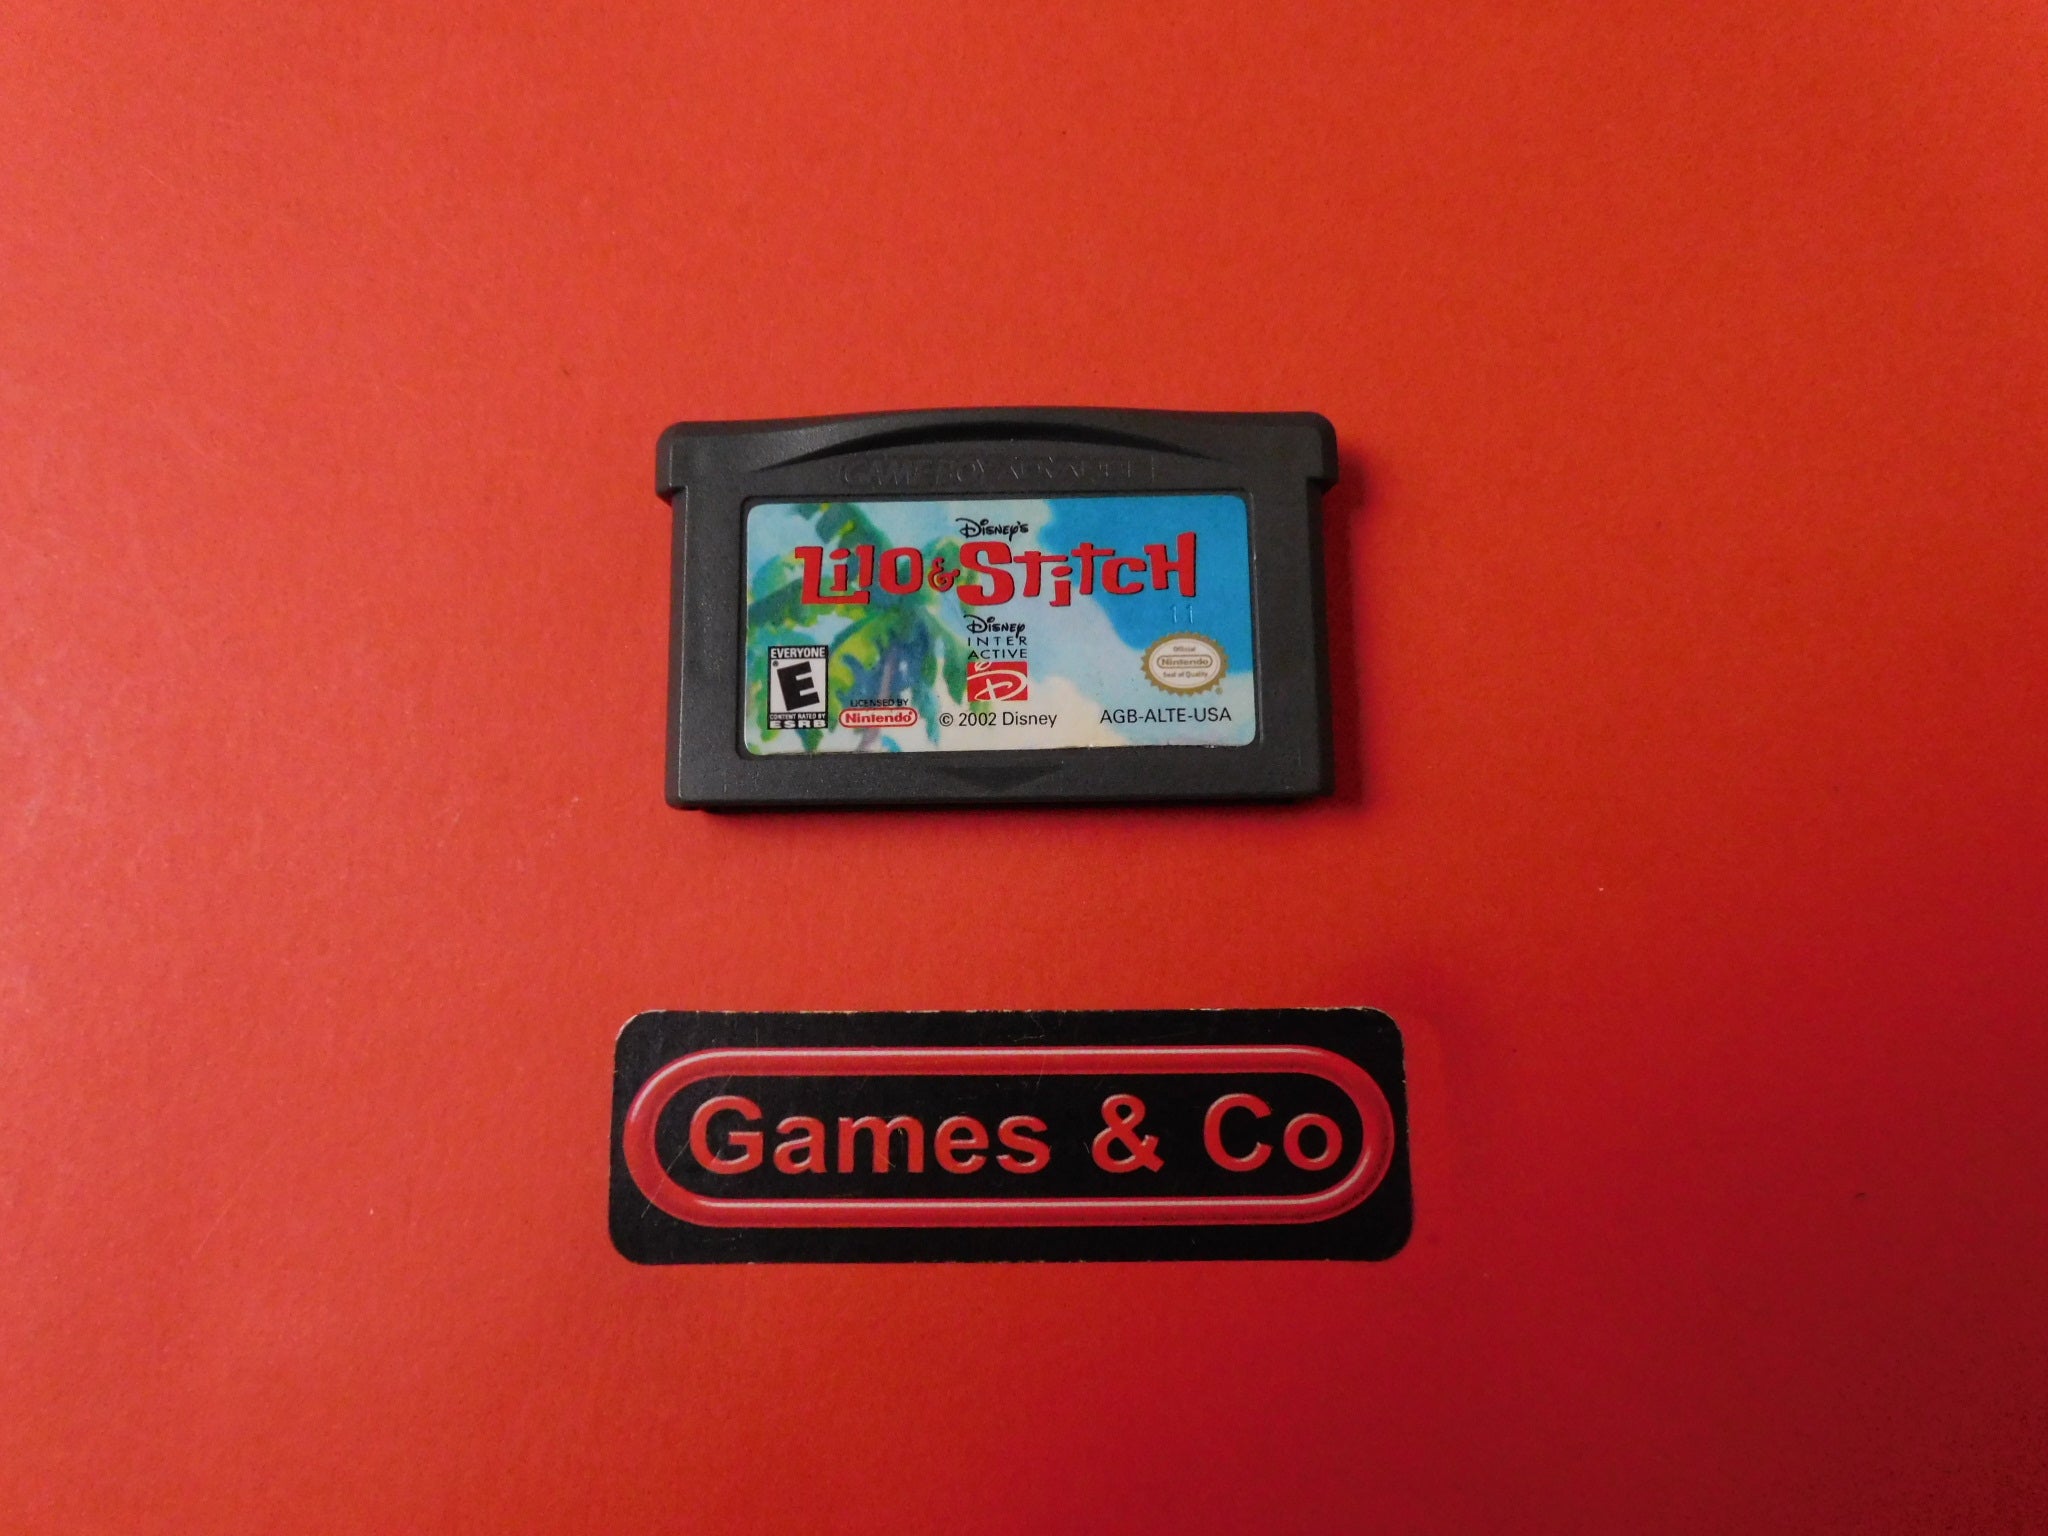 GAME BOY ADVANCE
Disney's
Lilo & Stitch
11
Disney
INTER
ACTIVE
EVERYONE
E
CONTENT RATED BY
ESRB
LICENSED BY
Nintendo
© 2002 Disney
Official
Nintendo
Seal of Quality
AGB-ALTE-USA
Games & Co